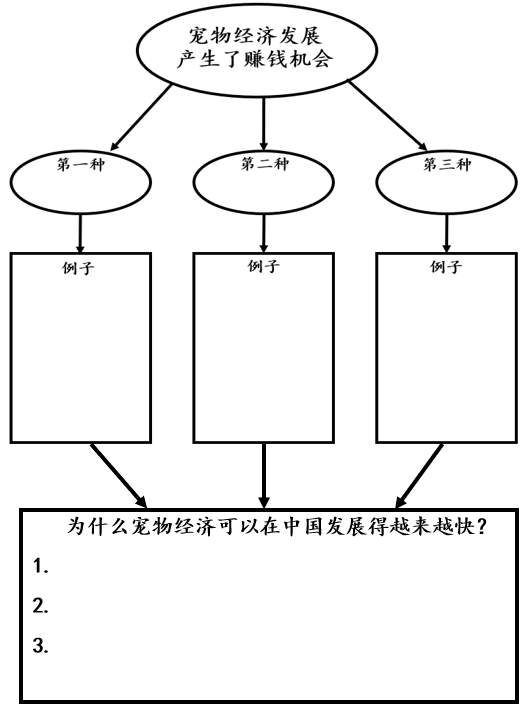 宠物经济发展
产生了赚钱机会
第一种
第二种
第三种
例子
例子
例子
为什么宠物经济可以在中国发展得越来越快？
1.
2.
3.